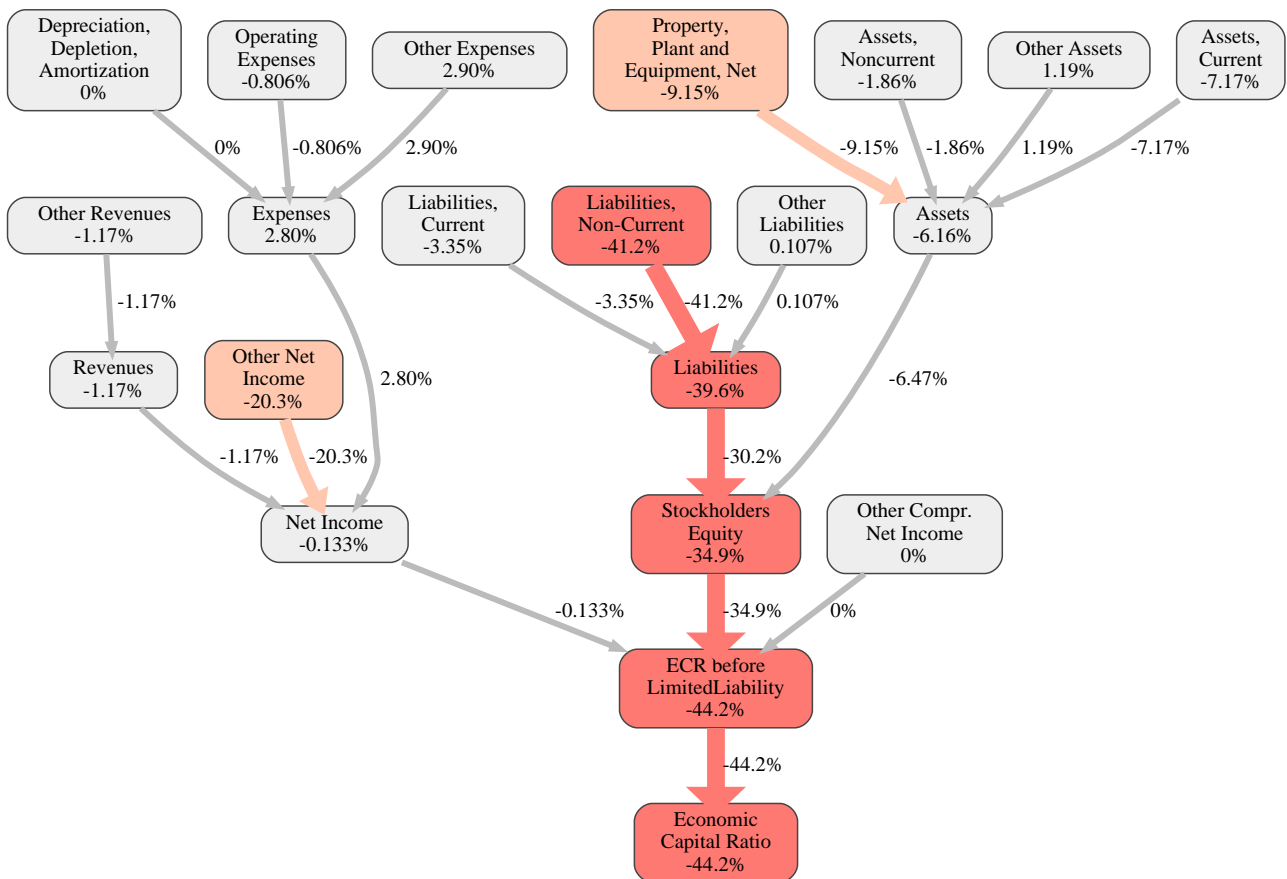 Depreciation,
Depletion,
Amortization
0%
Operating
Expenses
-0.806%
Other Expenses
2.90%
Property,
Plant and
Equipment, Net
-9.15%
Assets,
Noncurrent
-1.86%
Other Assets
1.19%
Assets,
Current
-7.17%
0%
-0.806%
2.90%
-9.15%
-1.86%
1.19%
-7.17%
Other Revenues
-1.17%
Expenses
2.80%
Liabilities,
Current
-3.35%
Liabilities,
Non-Current
-41.2%
Other
Liabilities
0.107%
Assets
-6.16%
-1.17%
-3.35%
-41.2%
0.107%
Revenues
-1.17%
Other Net
Income
-20.3%
2.80%
Liabilities
-39.6%
-6.47%
-1.17%
-20.3%
-30.2%
Net Income
-0.133%
Stockholders
Equity
-34.9%
Other Compr.
Net Income
0%
-0.133%
-34.9%
0%
ECR before
LimitedLiability
-44.2%
-44.2%
Economic
Capital Ratio
-44.2%